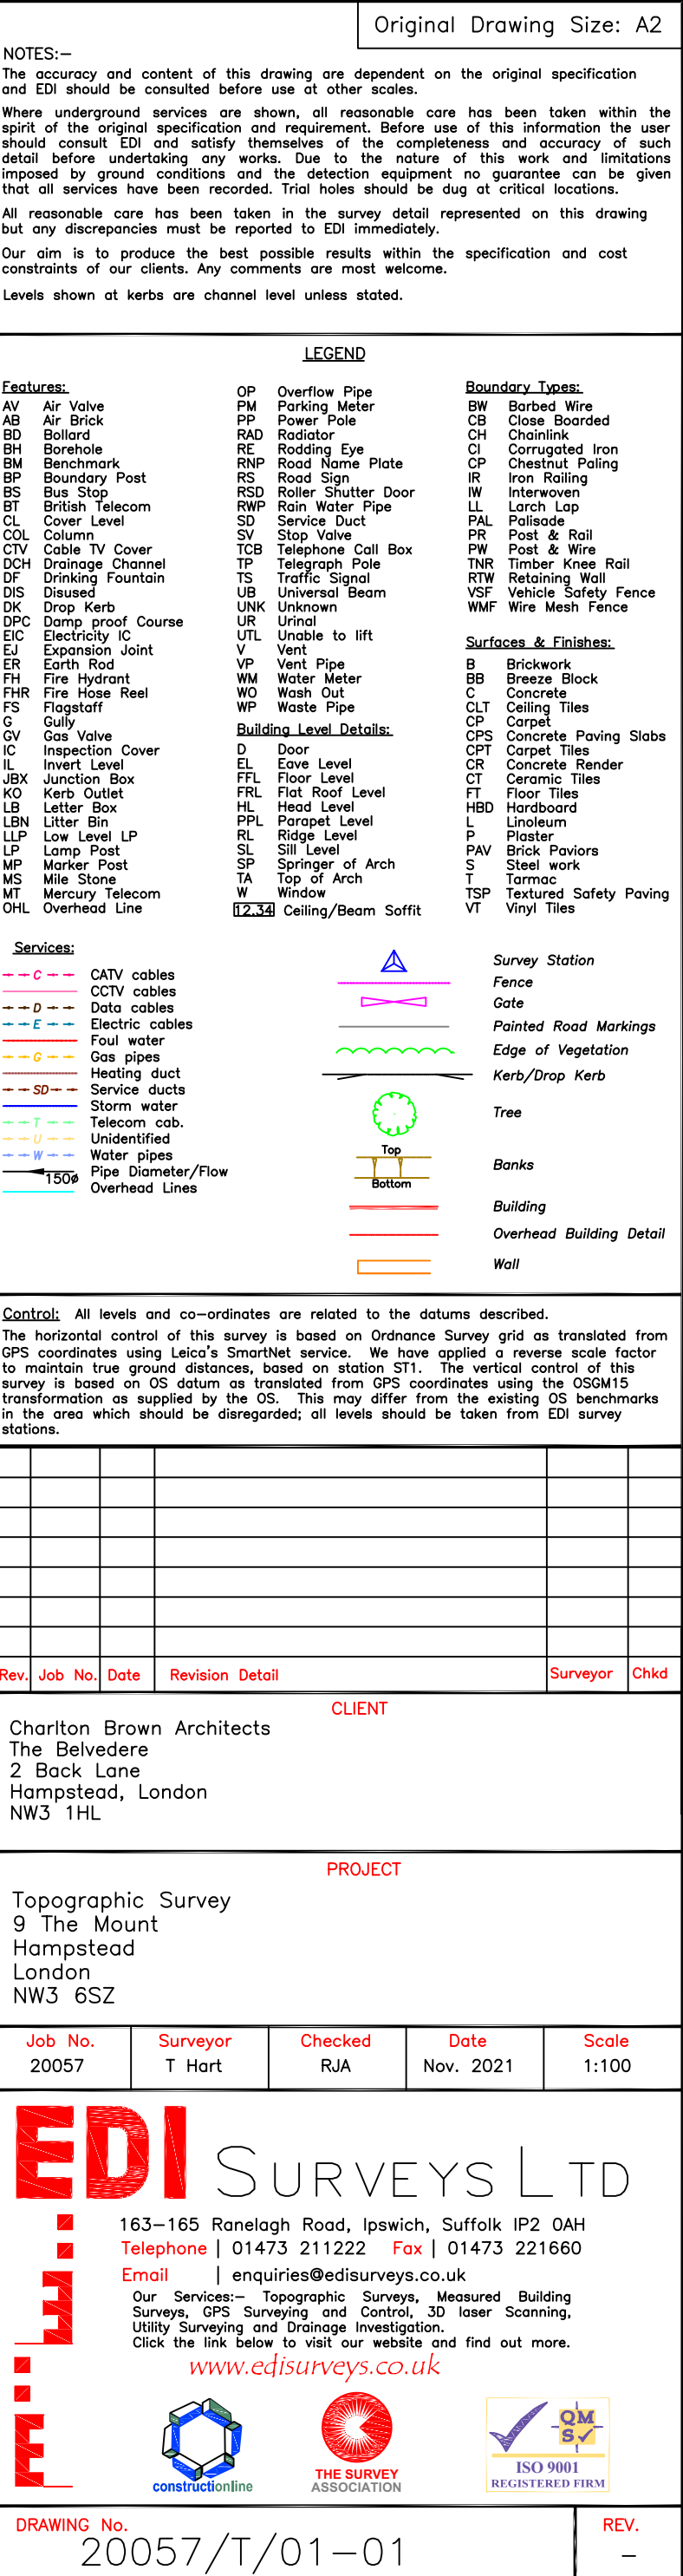 Original Drawing Size: A2
NOTES:–
The accuracy and content of this drawing are dependent on the original specification
and EDI should be consulted before use at other scales.
Where underground services are shown, all reasonable care has been taken within the
spirit of the original specification and requirement. Before use of this information the user
should consult EDI and satisfy themselves of the completeness and accuracy of such
detail before undertaking any works. Due to the nature of this work and limitations
imposed by ground conditions and the detection equipment no guarantee can be given
that all services have been recorded. Trial holes should be dug at critical locations.
All reasonable care has been taken in the survey detail represented on this drawing
but any discrepancies must be reported to EDI immediately.
Our aim is to produce the best possible results within the specification and cost
constraints of our clients. Any comments are most welcome.
Levels shown at kerbs are channel level unless stated.
LEGEND
Features:
AV Air Valve
AB Air Brick
BD Bollard
BH Borehole
BM Benchmark
BP Boundary Post
BS Bus Stop
BT British Telecom
CL Cover Level
COL Column
CTV Cable TV Cover
DCH Drainage Channel
DF Drinking Fountain
DIS Disused
DK Drop Kerb
DPC Damp proof Course
EIC Electricity IC
EJ Expansion Joint
ER Earth Rod
FH Fire Hydrant
FHR Fire Hose Reel
FS Flagstaff
G Gully
GV Gas Valve
IC Inspection Cover
IL Invert Level
JBX Junction Box
KO Kerb Outlet
LB Letter Box
LBN Litter Bin
LLP Low Level LP
LP Lamp Post
MP Marker Post
MS Mile Stone
MT Mercury Telecom
OHL Overhead Line
OP Overflow Pipe
PM Parking Meter
PP Power Pole
RAD Radiator
RE Rodding Eye
RNP Road Name Plate
RS Road Sign
RSD Roller Shutter Door
RWP Rain Water Pipe
SD Service Duct
SV Stop Valve
TCB Telephone Call Box
TP Telegraph Pole
TS Traffic Signal
UB Universal Beam
UNK Unknown
UR Urinal
UTL Unable to lift
V Vent
VP Vent Pipe
WM Water Meter
WO Wash Out
WP Waste Pipe
Building Level Details:
D Door
EL Eave Level
FFL Floor Level
FRL Flat Roof Level
HL Head Level
PPL Parapet Level
RL Ridge Level
SL Sill Level
SP Springer of Arch
TA Top of Arch
W Window
12.34 Ceiling/Beam Soffit
Boundary Types:
BW Barbed Wire
CB Close Boarded
CH Chainlink
CI Corrugated Iron
CP Chestnut Paling
IR Iron Railing
IW Interwoven
LL Larch Lap
PAL Palisade
PR Post & Rail
PW Post & Wire
TNR Timber Knee Rail
RTW Retaining Wall
VSF Vehicle Safety Fence
WMF Wire Mesh Fence
Surfaces & Finishes:
B Brickwork
BB Breeze Block
C Concrete
CLT Ceiling Tiles
CP Carpet
CPS Concrete Paving Slabs
CPT Carpet Tiles
CR Concrete Render
CT Ceramic Tiles
FT Floor Tiles
HBD Hardboard
L Linoleum
P Plaster
PAV Brick Paviors
S Steel work
T Tarmac
TSP Textured Safety Paving
VT Vinyl Tiles
Services:
C CATV cables
CCTV cables
D Data cables
E Electric cables
Foul water
G Gas pipes
Heating duct
SD Service ducts
Storm water
T Telecom cab.
U Unidentified
W Water pipes
150ø Pipe Diameter/Flow
Overhead Lines
Survey Station
Fence
Gate
Painted Road Markings
Edge of Vegetation
Kerb/Drop Kerb
Tree
Top
Banks
Bottom
Building
Overhead Building Detail
Wall
Control: All levels and co–ordinates are related to the datums described.
The horizontal control of this survey is based on Ordnance Survey grid as translated from
GPS coordinates using Leica's SmartNet service. We have applied a reverse scale factor
to maintain true ground distances, based on station ST1. The vertical control of this
survey is based on OS datum as translated from GPS coordinates using the OSGM15
transformation as supplied by the OS. This may differ from the existing OS benchmarks
in the area which should be disregarded; all levels should be taken from EDI survey
stations.
Rev. Job No. Date Revision Detail Surveyor Chkd
CLIENT
Charlton Brown Architects
The Belvedere
2 Back Lane
Hampstead, London
NW3 1HL
PROJECT
Topographic Survey
9 The Mount
Hampstead
London
NW3 6SZ
Job No. Surveyor Checked Date Scale
20057 T Hart RJA Nov. 2021 1:100
EDI SURVEYS LTD
163–165 Ranelagh Road, Ipswich, Suffolk IP2 0AH
Telephone | 01473 211222 Fax | 01473 221660
Email | enquiries@edisurveys.co.uk
Our Services:– Topographic Surveys, Measured Building
Surveys, GPS Surveying and Control, 3D laser Scanning,
Utility Surveying and Drainage Investigation.
Click the link below to visit our website and find out more.
www.edisurveys.co.uk
constructionline
THE SURVEY
ASSOCIATION
QM
S
ISO 9001
REGISTERED FIRM
DRAWING No.
20057/T/01–01
REV.
–